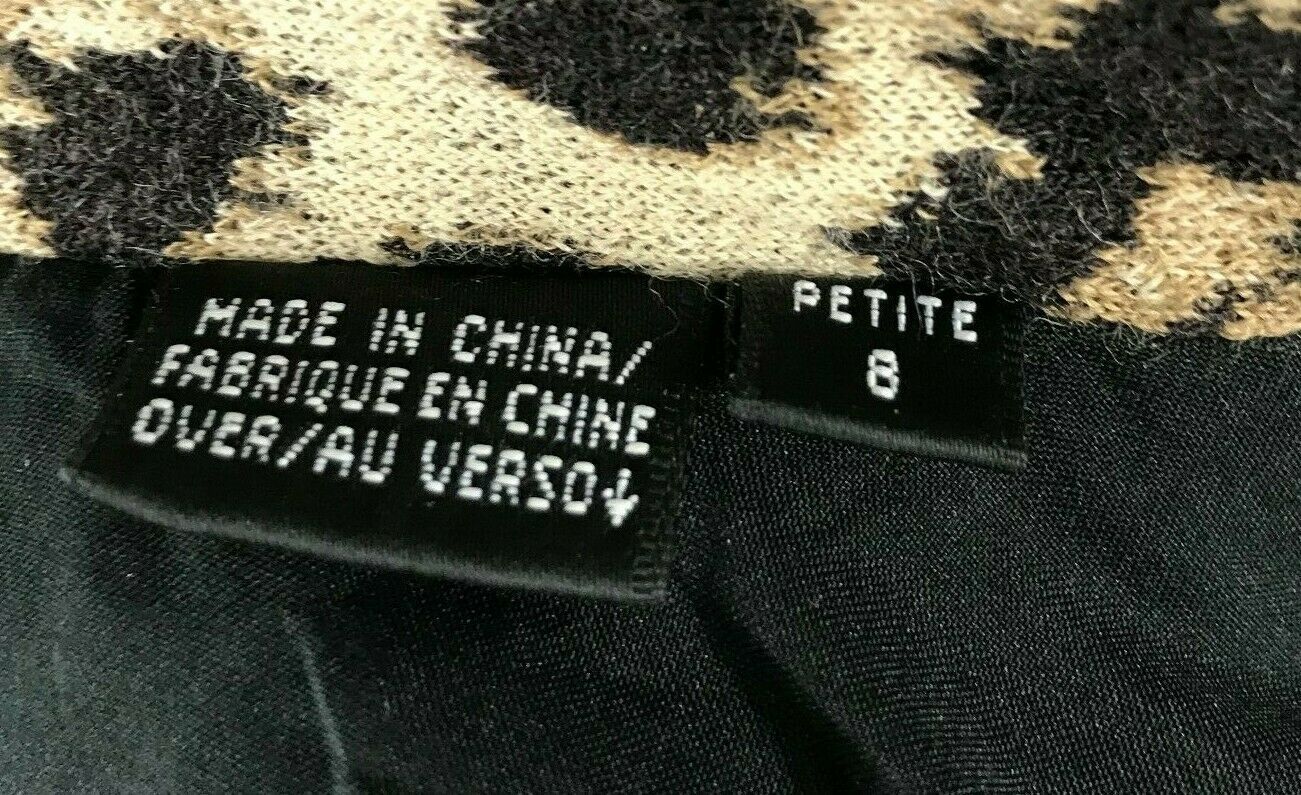 MADE IN CHINA/
FABRIQUE EN CHINE
OVER/AU VERSO↓
PETITE
8